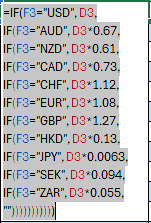 =IF(F3="USD",D3,
IF(F3="AUD",D3*0.67,
IF(F3="NZD",D3*0.61,
IF(F3="CAD",D3*0.73,
IF(F3="CHF",D3*1.12,
IF(F3="EUR",D3*1.08,
IF(F3="GBP",D3*1.27,
IF(F3="HKD",D3*0.13,
IF(F3="JPY",D3*0.0063,
IF(F3="SEK",D3*0.094,
IF(F3="ZAR",D3*0.055,
"")))))))))))